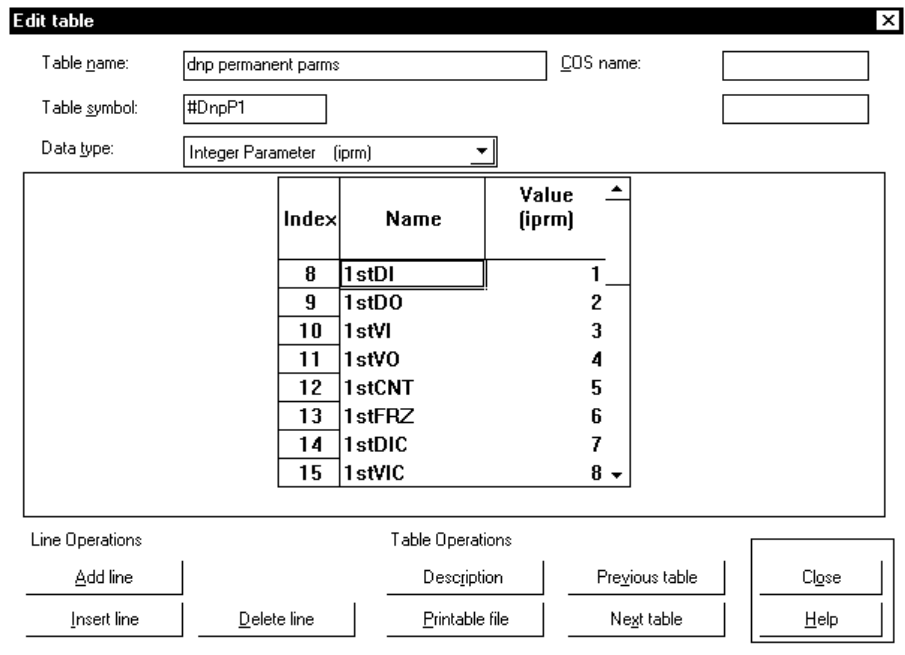 Edit table
Table name: dnp permanent parms COS name:
Table symbol: #DnpP1
Data type: Integer Parameter (iprm)
Index Name Value (iprm)
8 1stDI 1
9 1stDO 2
10 1stVI 3
11 1stVO 4
12 1stCNT 5
13 1stFRZ 6
14 1stDIC 7
15 1stVIC 8
Line Operations Table Operations
Add line Description Previous table Close
Insert line Delete line Printable file Next table Help